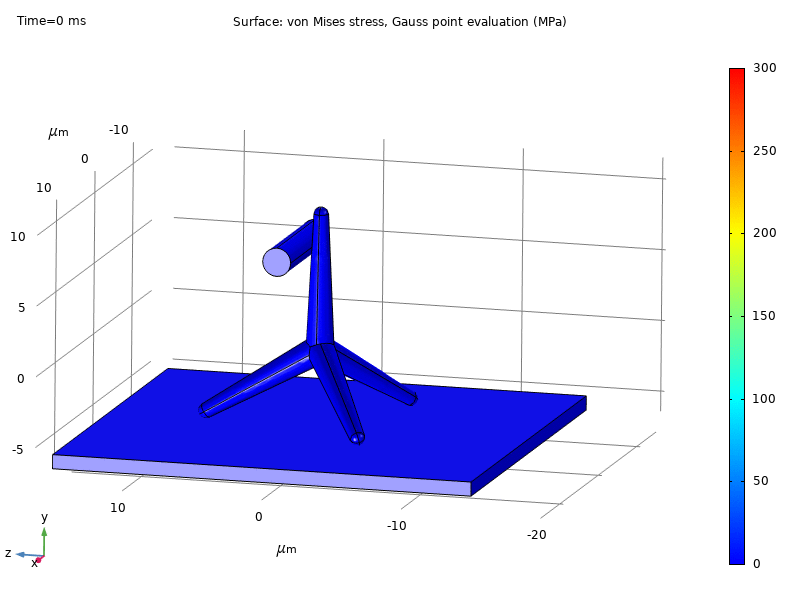 Time=0 ms
Surface: von Mises stress, Gauss point evaluation (MPa)
300
250
200
150
100
50
0
μm
-10
0
10
10
5
0
-5
10
0
-10
-20
μm
y
z
x